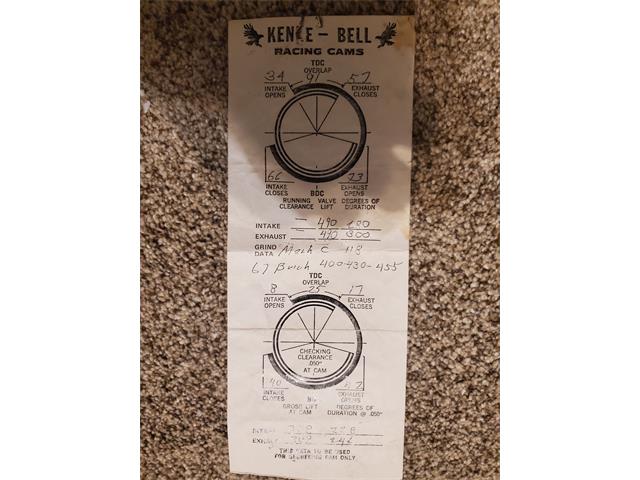 KENNE - BELL
RACING CAMS
TDC
OVERLAP
34 91 57
INTAKE OPENS EXHAUST CLOSES
66 73
INTAKE CLOSES BDC EXHAUST OPENS
RUNNING CLEARANCE VALVE LIFT DEGREES OF DURATION
INTAKE — 490
EXHAUST — 490
GRIND DATA Mark C 118
67 Buick 400-430-455
TDC
OVERLAP
8 25 17
INTAKE OPENS EXHAUST CLOSES
CHECKING
CLEARANCE
.050"
AT CAM
40
INTAKE CLOSES EXHAUST OPENS
GROSS LIFT AT CAM DEGREES OF DURATION @ .050"
INTAKE
EXHAUST
THIS DATA TO BE USED
FOR DEGREEING CAM ONLY